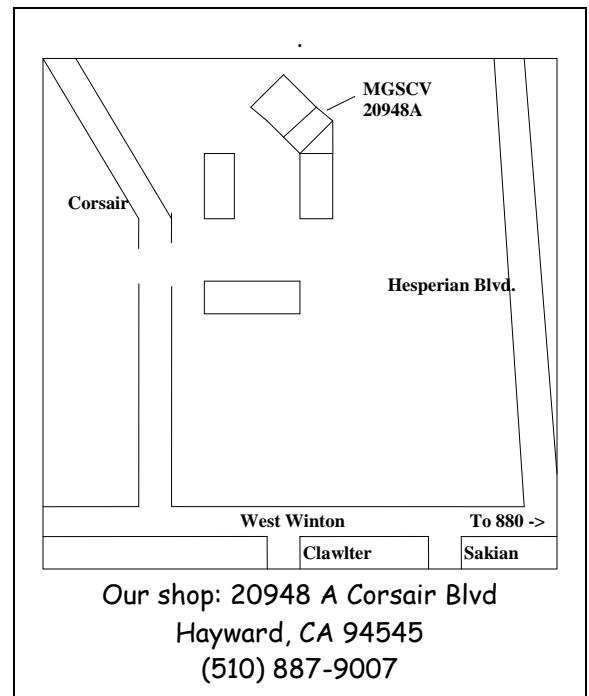 MGSCV
20948A
Corsair
Hesperian Blvd.
West Winton
To 880 ->
Clawlter
Sakian
Our shop: 20948 A Corsair Blvd
Hayward, CA 94545
(510) 887-9007